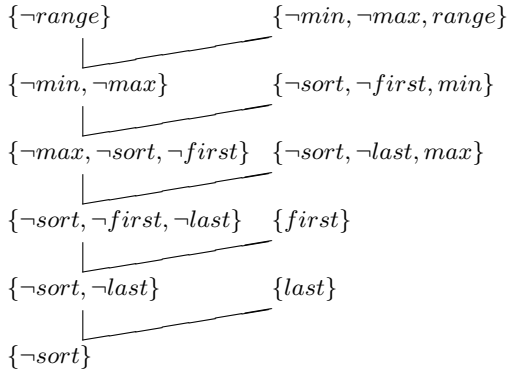 {¬range} {¬min, ¬max, range}
{¬min, ¬max} {¬sort, ¬first, min}
{¬max, ¬sort, ¬first} {¬sort, ¬last, max}
{¬sort, ¬first, ¬last} {first}
{¬sort, ¬last} {last}
{¬sort}